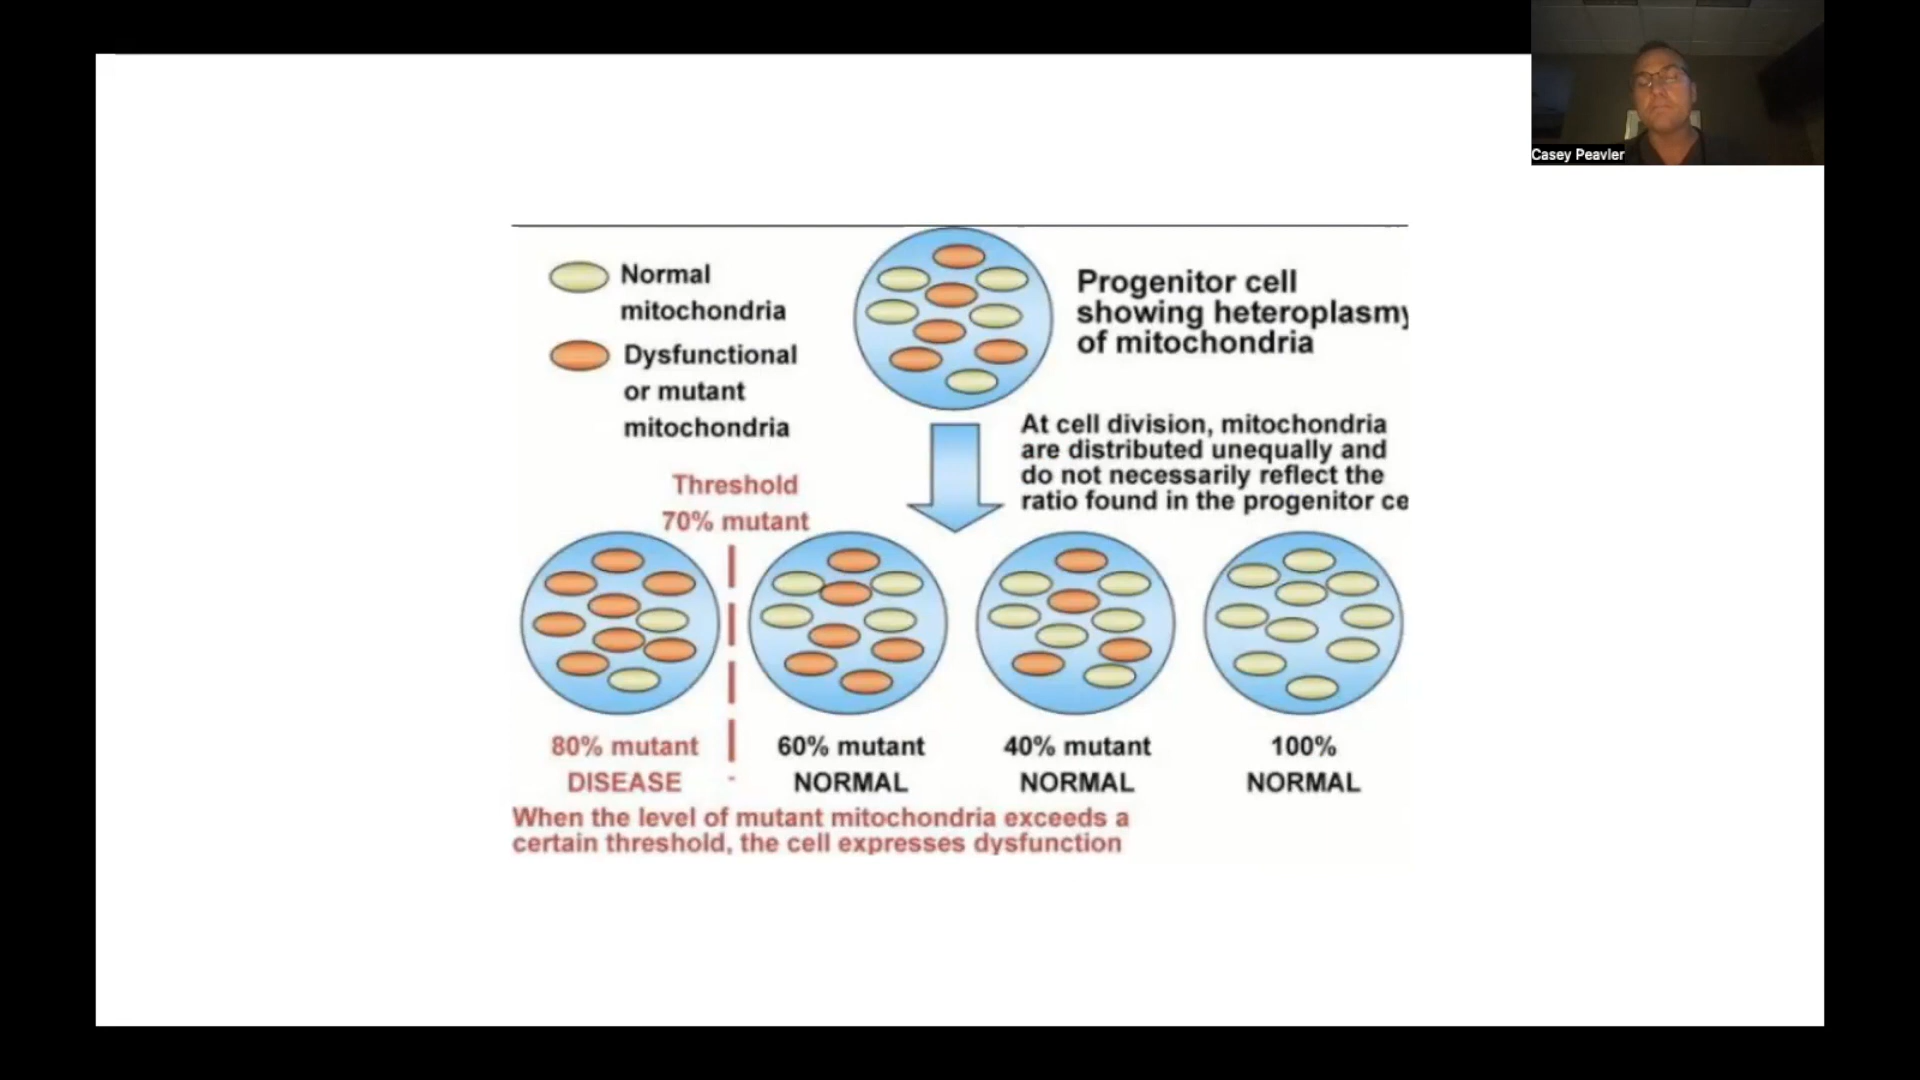 Casey Peavler
Normal
mitochondria
Dysfunctional
or mutant
mitochondria
Progenitor cell
showing heteroplasmy
of mitochondria
At cell division, mitochondria
are distributed unequally and
do not necessarily reflect the
ratio found in the progenitor ce
Threshold
70% mutant
80% mutant
DISEASE
60% mutant
NORMAL
40% mutant
NORMAL
100%
NORMAL
When the level of mutant mitochondria exceeds a
certain threshold, the cell expresses dysfunction